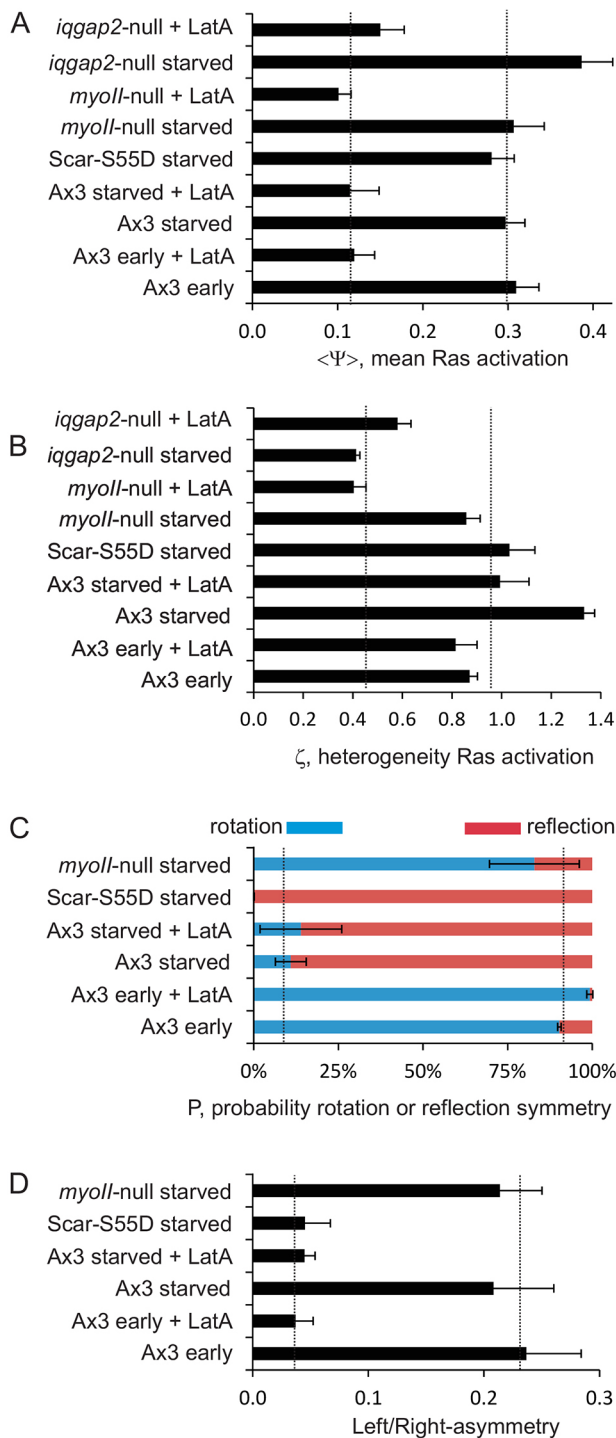 A
iqgap2-null + LatA
iqgap2-null starved
myoII-null + LatA
myoII-null starved
Scar-S55D starved
Ax3 starved + LatA
Ax3 starved
Ax3 early + LatA
Ax3 early
0.0 0.1 0.2 0.3 0.4
<Ψ>, mean Ras activation
B
iqgap2-null + LatA
iqgap2-null starved
myoII-null + LatA
myoII-null starved
Scar-S55D starved
Ax3 starved + LatA
Ax3 starved
Ax3 early + LatA
Ax3 early
0.0 0.2 0.4 0.6 0.8 1.0 1.2 1.4
ζ, heterogeneity Ras activation
C
rotation reflection
myoII-null starved
Scar-S55D starved
Ax3 starved + LatA
Ax3 starved
Ax3 early + LatA
Ax3 early
0% 25% 50% 75% 100%
P, probability rotation or reflection symmetry
D
myoII-null starved
Scar-S55D starved
Ax3 starved + LatA
Ax3 starved
Ax3 early + LatA
Ax3 early
0.0 0.1 0.2 0.3
Left/Right-asymmetry